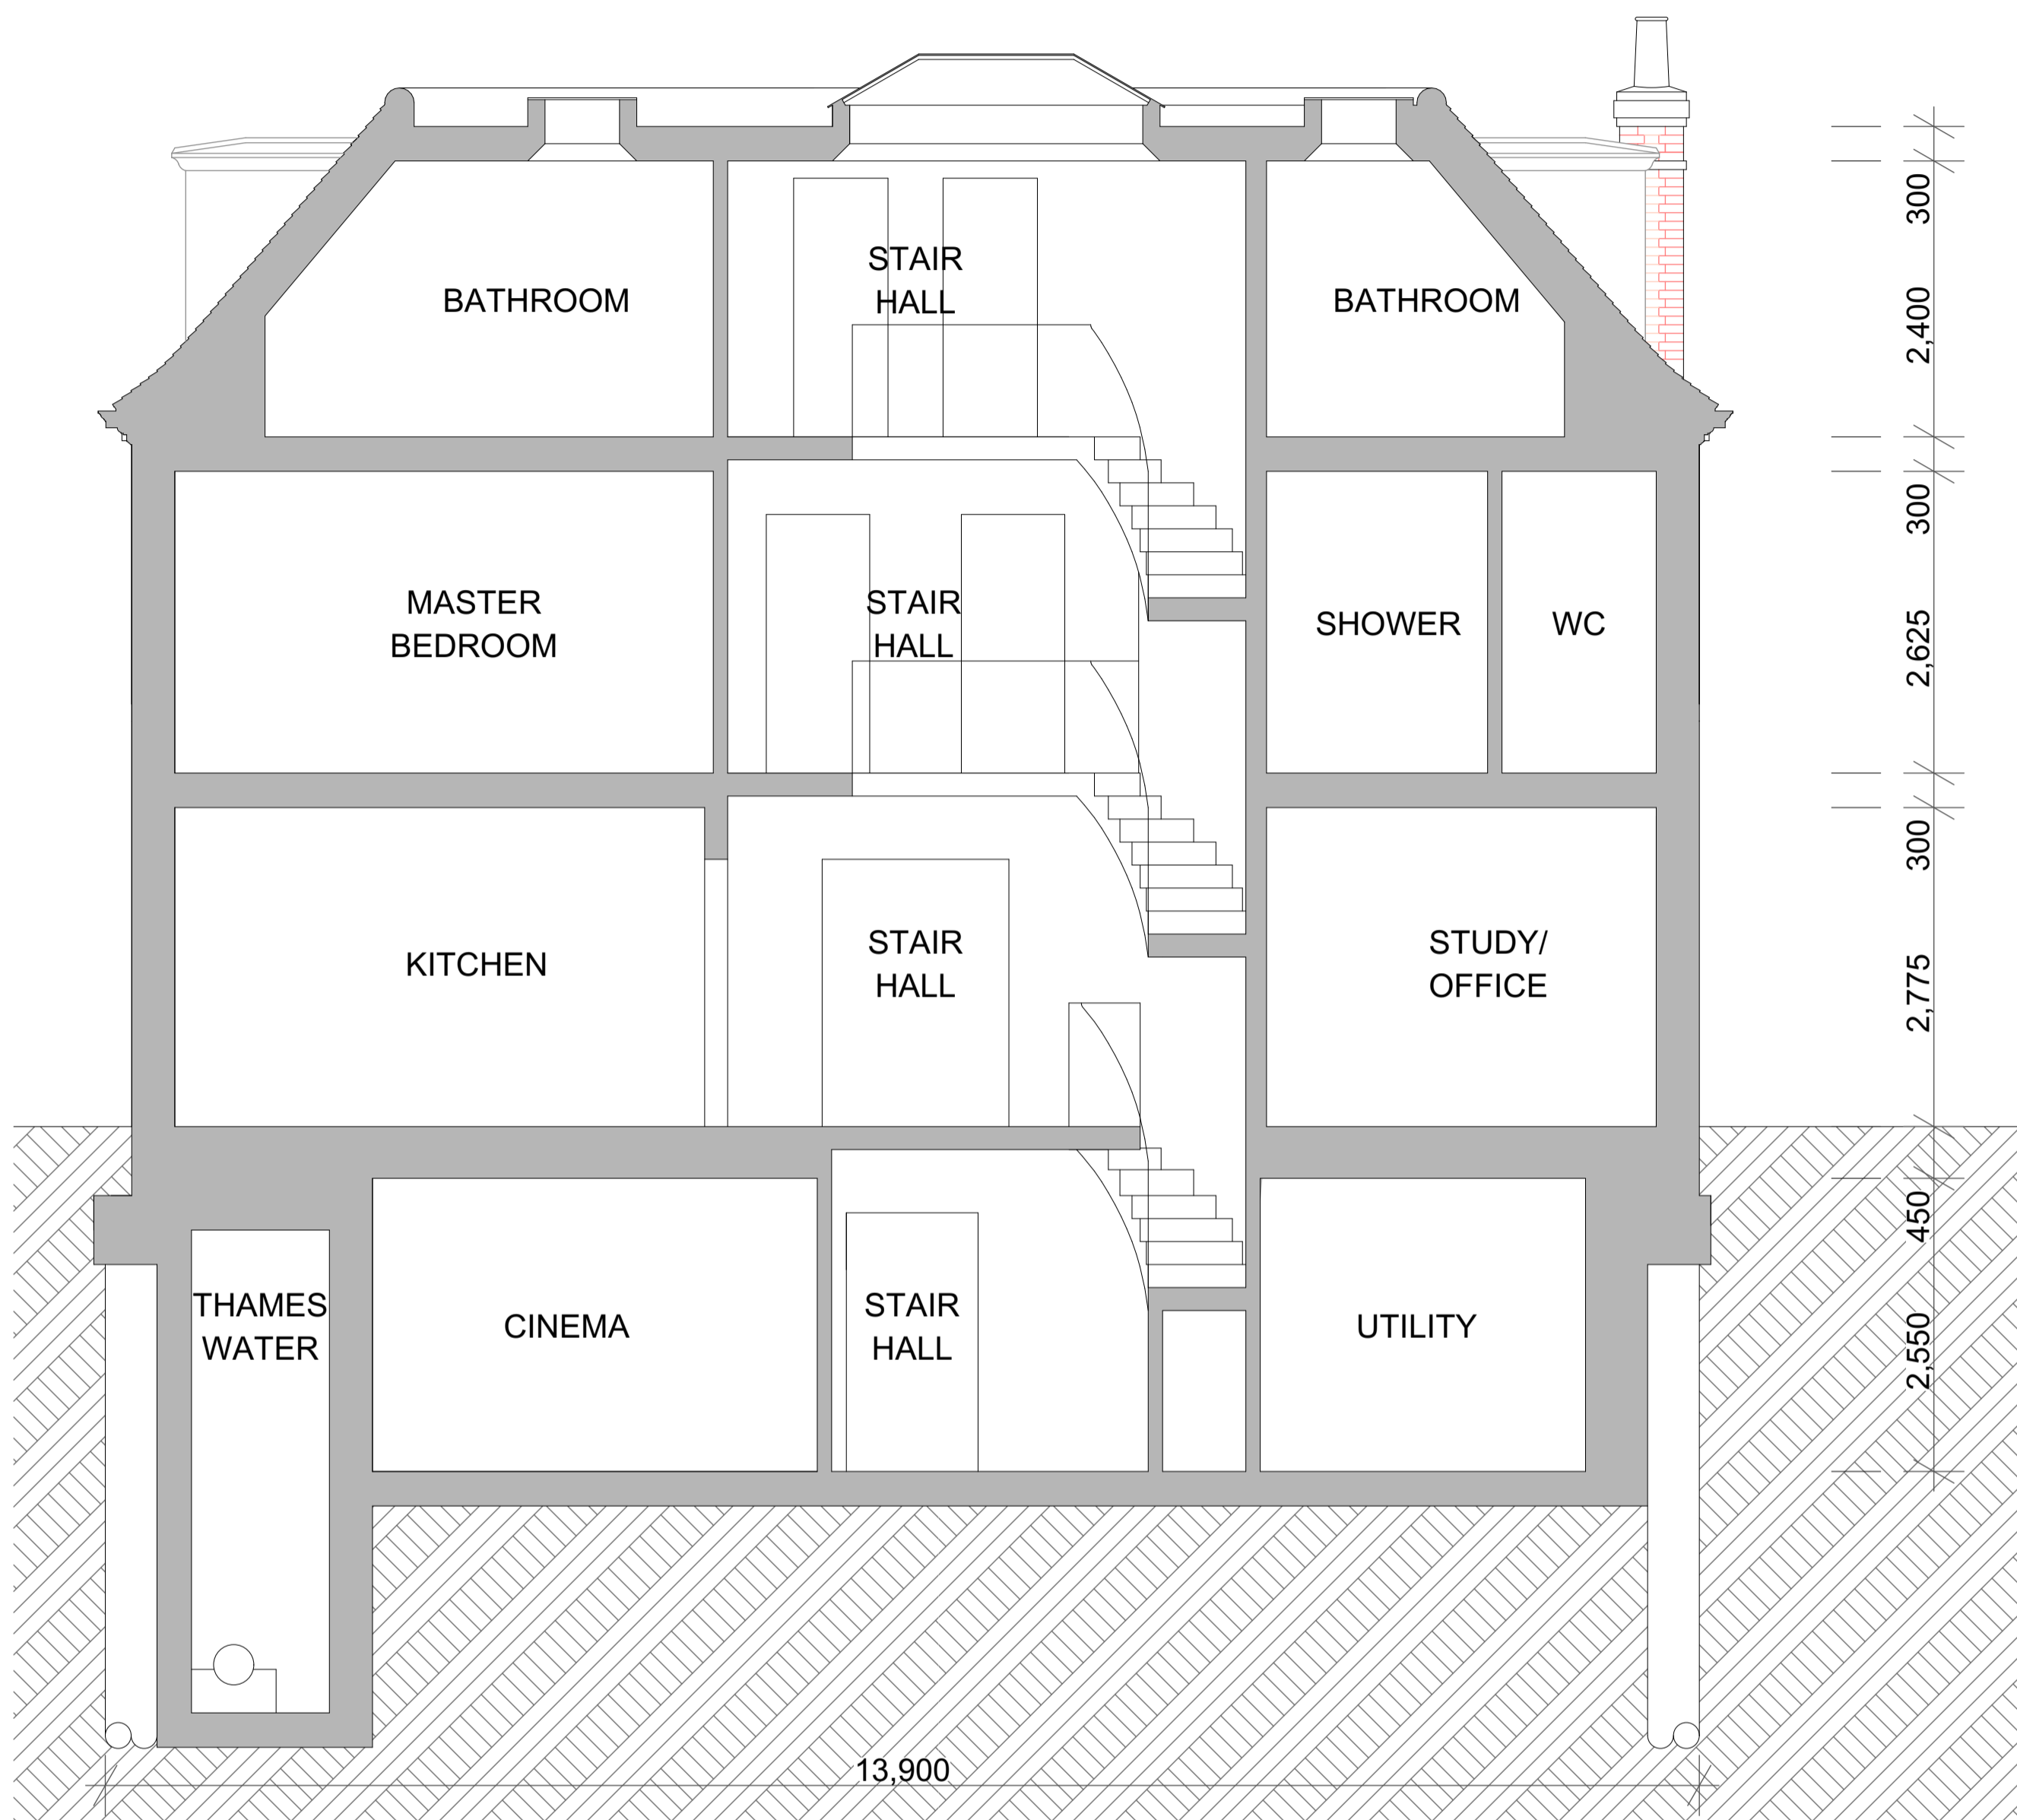 300
STAIR
HALL
BATHROOM
BATHROOM
2,400
300
MASTER
BEDROOM
STAIR
HALL
SHOWER
WC
2,625
300
KITCHEN
STAIR
HALL
STUDY/
OFFICE
2,775
450
THAMES
WATER
CINEMA
STAIR
HALL
UTILITY
2,550
13,900